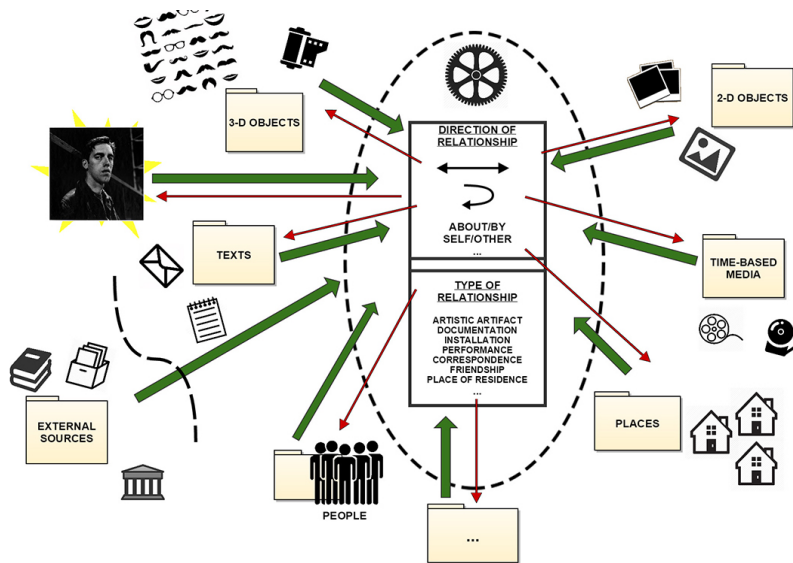 3-D OBJECTS
2-D OBJECTS
DIRECTION OF
RELATIONSHIP
ABOUT/BY
SELF/OTHER
...
TEXTS
TIME-BASED
MEDIA
TYPE OF
RELATIONSHIP
ARTISTIC ARTIFACT
DOCUMENTATION
INSTALLATION
PERFORMANCE
CORRESPONDENCE
FRIENDSHIP
PLACE OF RESIDENCE
...
EXTERNAL
SOURCES
PLACES
PEOPLE
...